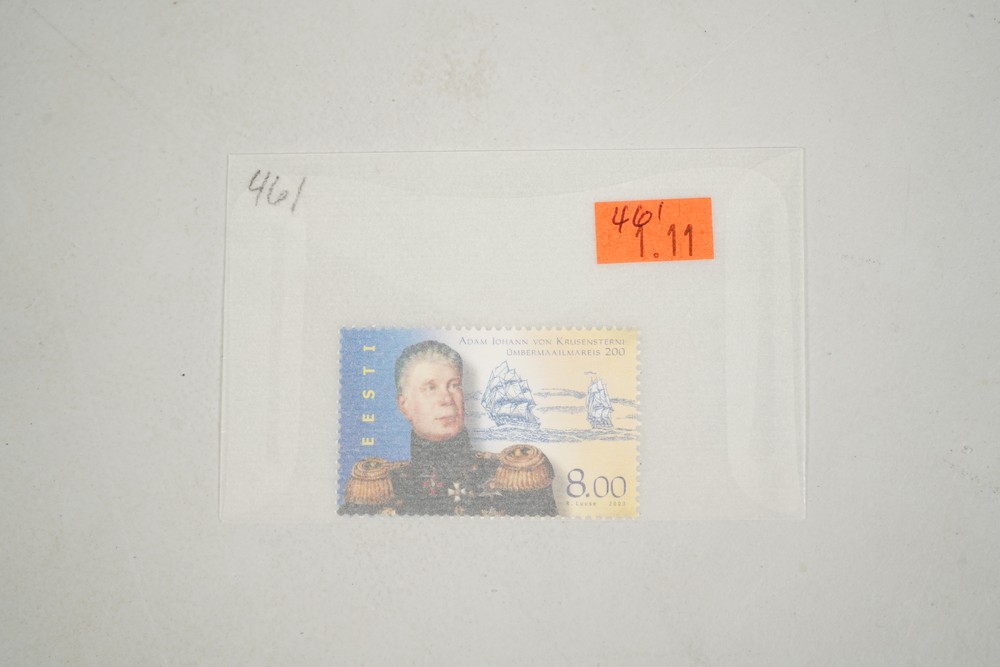 461
461
1.11
EESTI
ADAM JOHANN VON KRUSENSTERNI
ÜMBERMAAILMAREIS 200
8.00